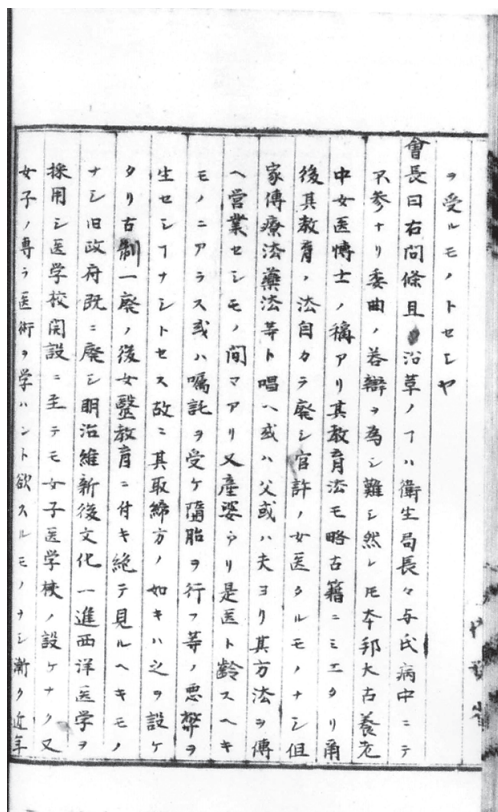 ヲ受ルモノトセシヤ
會長曰右問條且沿革ノヿハ衛生局長々与氏病中ニテ
不参ナリ委曲ノ答辯ヲ為シ難シ然レ𪜈本邦大古養老
中女医博士ノ稱アリ其教育法モ略古籍ニミエタリ爾
後其教育ノ法自カラ廃シ官許ノ女医タルモノナシ但
家傳療法藥法等ト唱ヘ或ハ父或ハ夫ヨリ其方法ヲ傳
ヘ営業セシモノ間マアリ又産婆アリ是医ト齢スヘキ
モノニアラス或ハ嘱託ヲ受ケ墮胎ヲ行フ等ノ悪弊ヲ
生セシヿナシトセス故ニ其取締方ノ如キハ之ヲ設ケ
タリ古制一廃ノ後女醫教育ニ付キ絶テ見ルヘキモノ
ナシ旧政府既ニ廃シ明治維新後文化一進西洋医学ヲ
採用シ医学校開設ニ至テモ女子医学校ノ設ケナク又
女子ノ専ラ医術ヲ学ハント欲スルモノナシ漸ク近年